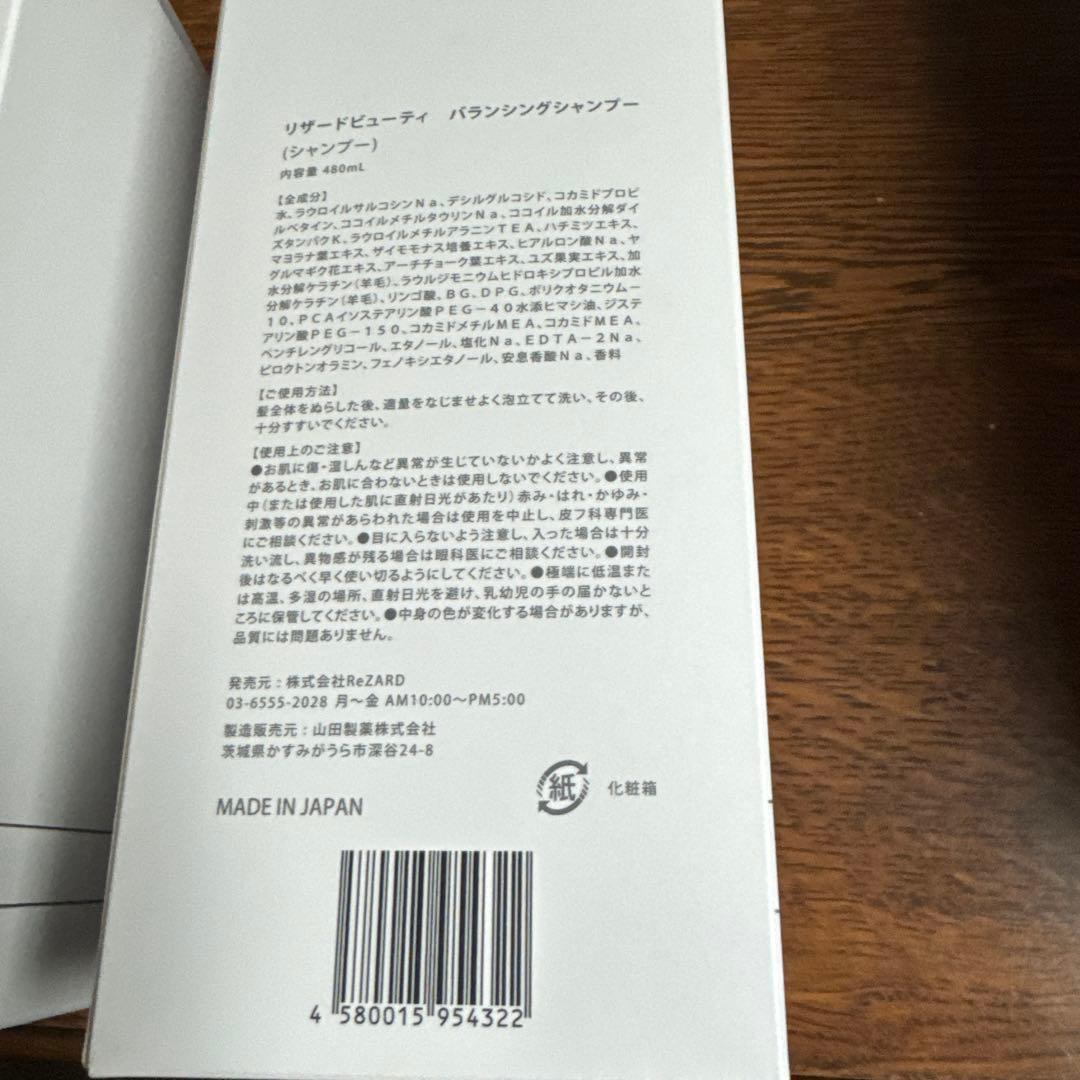 リザードビューティ　バランシングシャンプー
(シャンプー)
内容量 480mL
【全成分】
水、ラウロイルサルコシンNa、デシルグルコシド、コカミドプロピ
ルベタイン、ココイルメチルタウリンNa、ココイル加水分解ダイ
ズタンパクK、ラウロイルメチルアラニンTEA、ハチミツエキス、
マヨラナ葉エキス、ザイモモナス培養エキス、ヒアルロン酸Na、ヤ
グルマギク花エキス、アーチチョーク葉エキス、ユズ果実エキス、加
水分解ケラチン(羊毛)、ラウルジモニウムヒドロキシプロピル加水
分解ケラチン(羊毛)、リンゴ酸、BG、DPG、ポリクオタニウム－
10、PCAイソステアリン酸PEG－40水添ヒマシ油、ジステ
アリン酸PEG－150、コカミドメチルMEA、コカミドMEA、
ペンチレングリコール、エタノール、塩化Na、EDTA－2Na、
ピロクトンオラミン、フェノキシエタノール、安息香酸Na、香料
【ご使用方法】
髪全体をぬらした後、適量をなじませよく泡立てて洗い、その後、
十分すすいでください。
【使用上のご注意】
●お肌に傷・湿しんなど異常が生じていないかよく注意し、異常
があるとき、お肌に合わないときは使用しないでください。●使用
中(または使用した肌に直射日光があたり)赤み・はれ・かゆみ・
刺激等の異常があらわれた場合は使用を中止し、皮フ科専門医
にご相談ください。●目に入らないよう注意し、入った場合は十分
洗い流し、異物感が残る場合は眼科医にご相談ください。●開封
後はなるべく早く使い切るようにしてください。●極端に低温また
は高温、多湿の場所、直射日光を避け、乳幼児の手の届かないと
ころに保管してください。●中身の色が変化する場合がありますが、
品質には問題ありません。
発売元：株式会社ReZARD
03-6555-2028 月～金 AM10:00～PM5:00
製造販売元：山田製薬株式会社
茨城県かすみがうら市深谷24-8
紙 化粧箱
MADE IN JAPAN
4 580015 954322